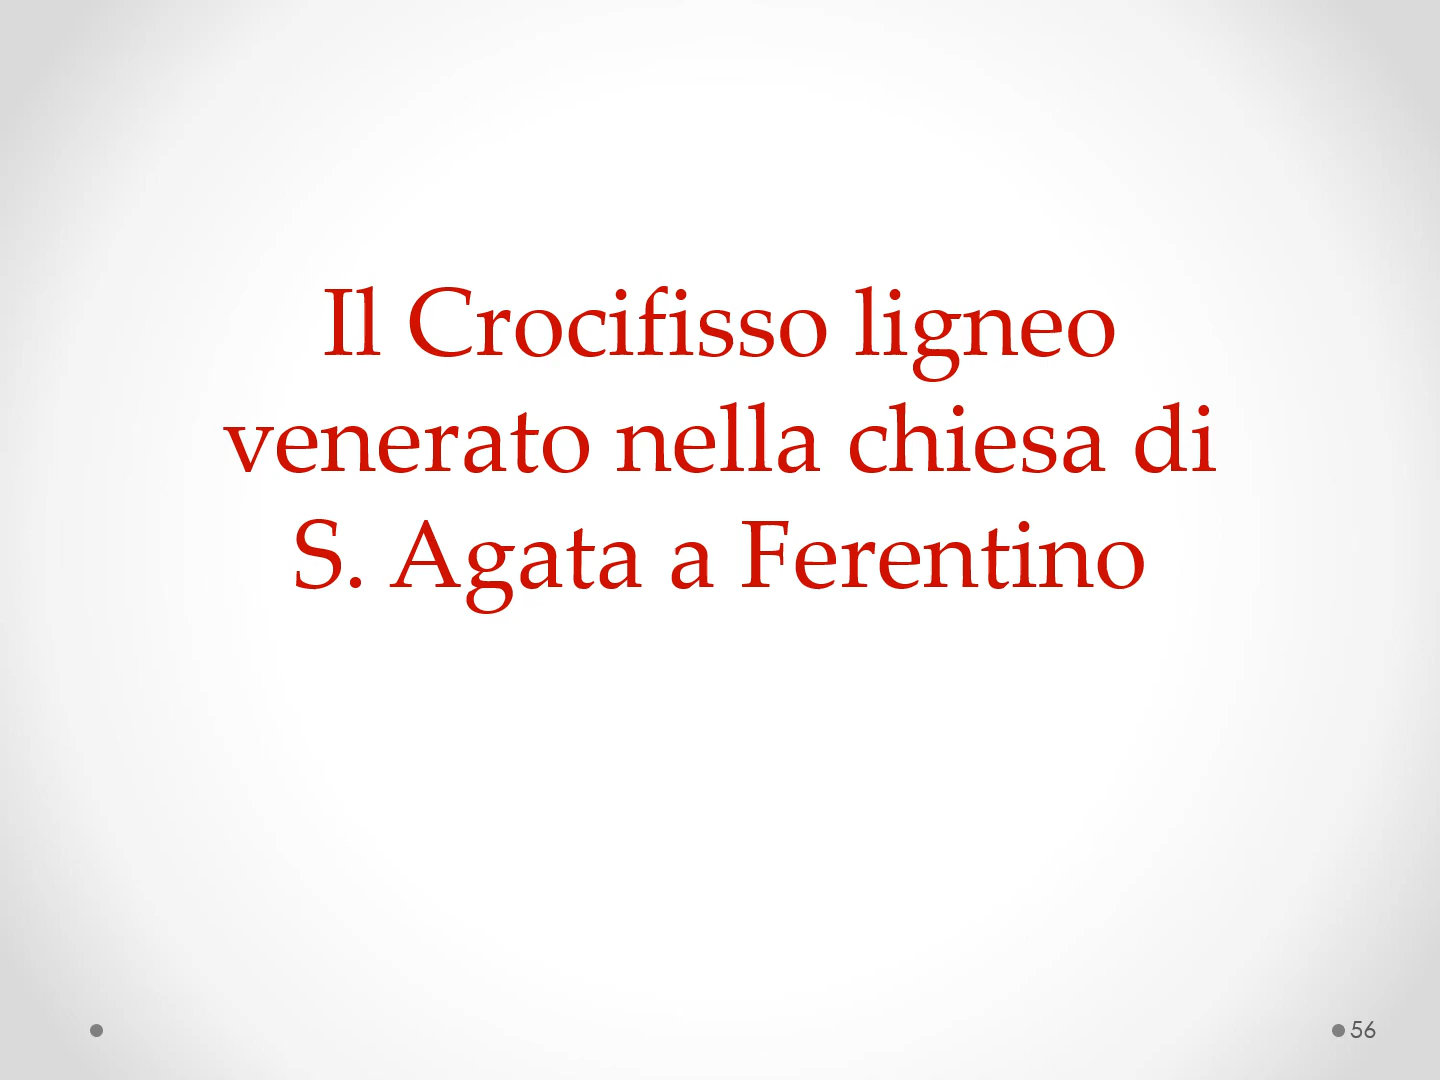 Il Crocifisso ligneo
venerato nella chiesa di
S. Agata a Ferentino
56